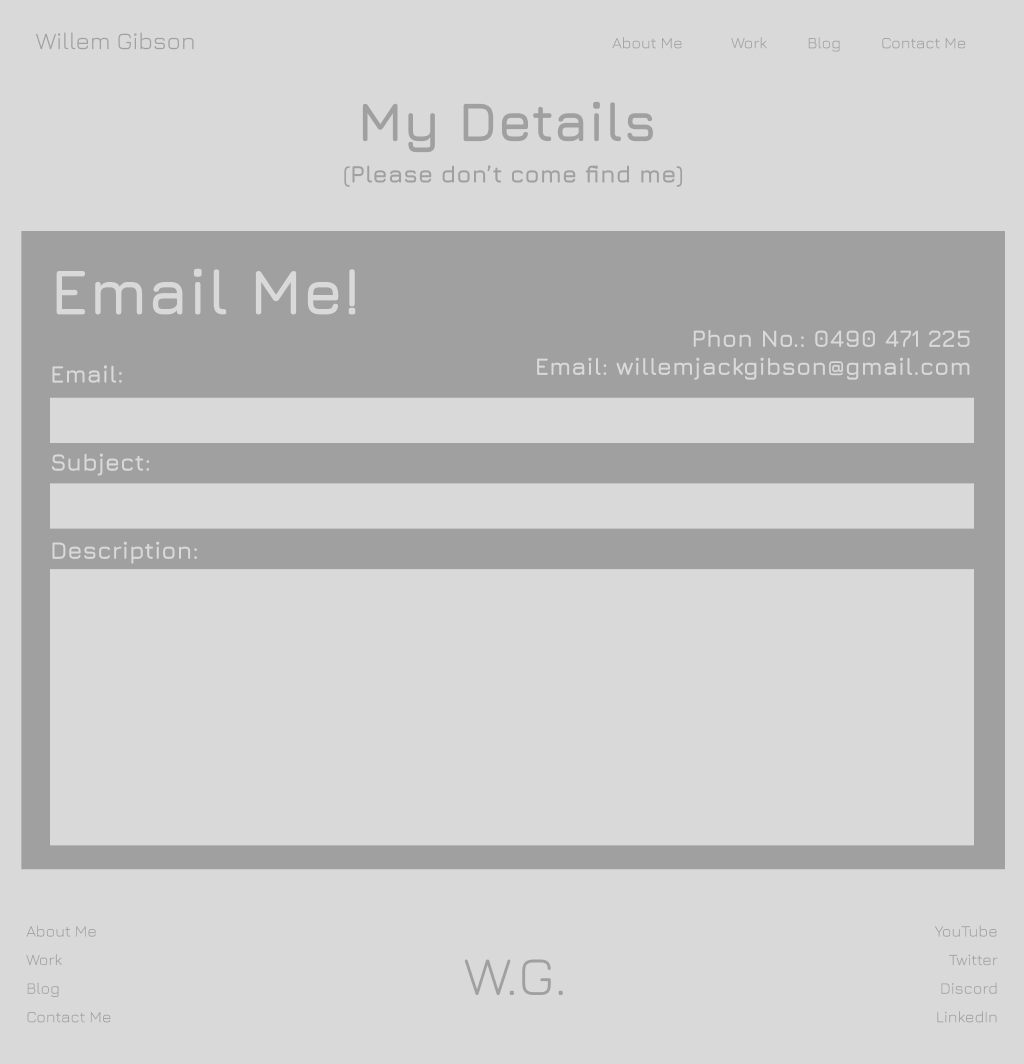 Willem Gibson
About Me Work Blog Contact Me
My Details
(Please don’t come find me)
Email Me!
Phon No.: 0490 471 225
Email: willemjackgibson@gmail.com
Email:
Subject:
Description:
About Me
Work
Blog
Contact Me
W.G.
YouTube
Twitter
Discord
LinkedIn